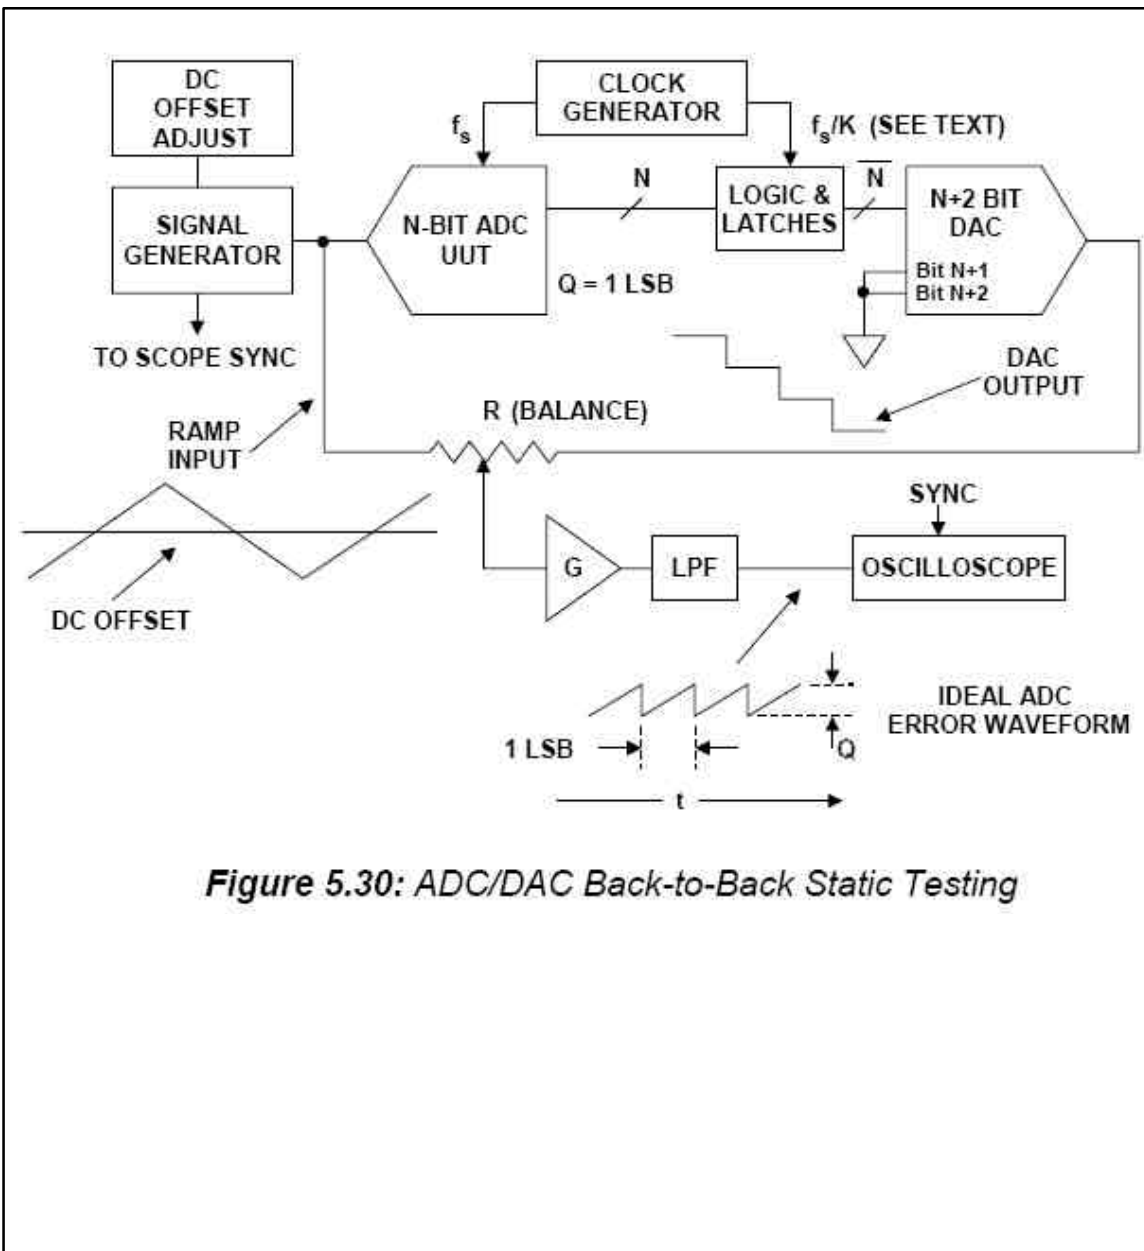 DC
OFFSET
ADJUST
CLOCK
GENERATOR
fs
fs/K (SEE TEXT)
SIGNAL
GENERATOR
N-BIT ADC
UUT
N
LOGIC &
LATCHES
N̅
N+2 BIT
DAC
Bit N+1
Bit N+2
Q = 1 LSB
TO SCOPE SYNC
DAC
OUTPUT
R (BALANCE)
RAMP
INPUT
SYNC
G
LPF
OSCILLOSCOPE
DC OFFSET
IDEAL ADC
ERROR WAVEFORM
1 LSB
Q
t
Figure 5.30: ADC/DAC Back-to-Back Static Testing